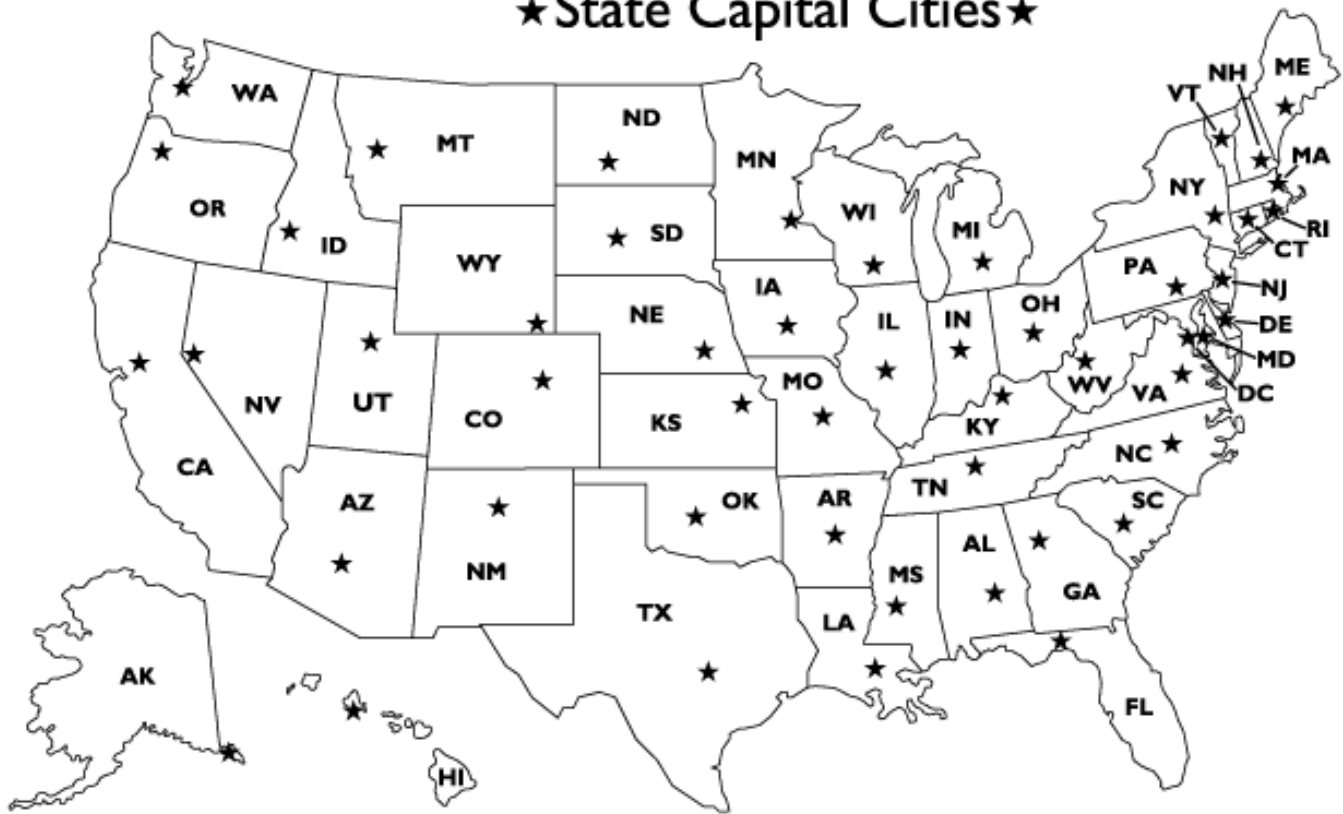 ★State Capital Cities★
WA
MT
ND
MN
OR
ID
WY
SD
WI
MI
NY
VT
NH
ME
MA
RI
CT
NJ
DE
MD
DC
PA
OH
IN
IL
IA
NE
NV
UT
CO
KS
MO
KY
WV
VA
CA
AZ
NM
OK
AR
TN
NC
SC
TX
LA
MS
AL
GA
FL
AK
HI